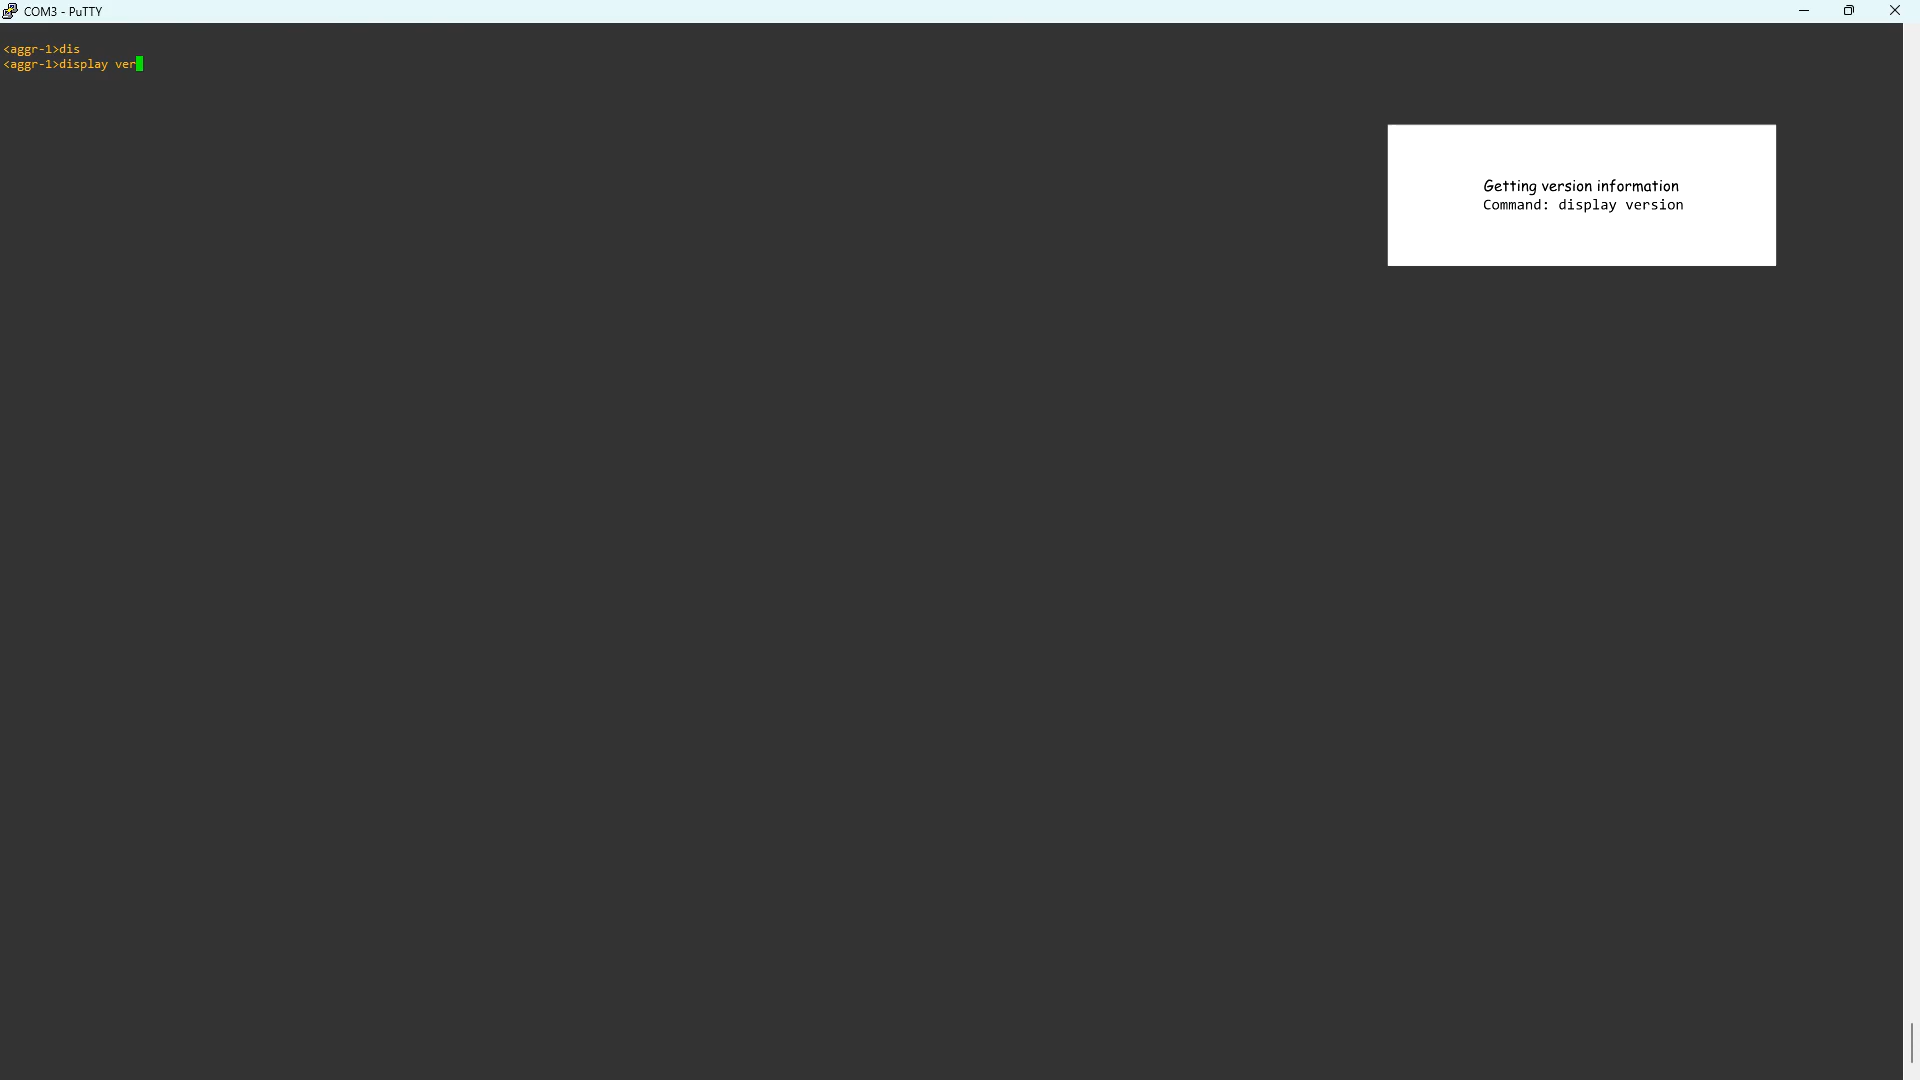 COM3 - PuTTY
<aggr-1>dis
<aggr-1>display ver
Getting version information
Command: display version